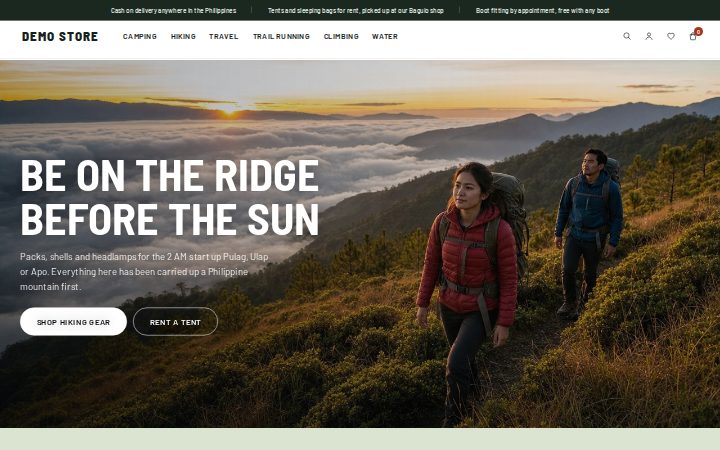 Cash on delivery anywhere in the Philippines
Tents and sleeping bags for rent, picked up at our Baguio shop
Boot fitting by appointment, free with any boot
DEMO STORE
CAMPING
HIKING
TRAVEL
TRAIL RUNNING
CLIMBING
WATER
0
BE ON THE RIDGE
BEFORE THE SUN
Packs, shells and headlamps for the 2 AM start up Pulag, Ulap
or Apo. Everything here has been carried up a Philippine
mountain first.
SHOP HIKING GEAR
RENT A TENT